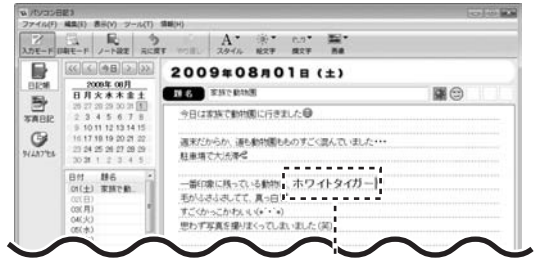 パソコン日記3
ファイル(F) 編集(E) 表示(V) ツール(T) 情報(H)
入力モード 印刷モード ノート設定 元に戻す やり直し スタイル 絵文字 顔文字 画像
日記帳
写真日記
タイムカプセル
<< < 今日 > >>
2009年 08月
日 月 火 水 木 金 土
26 27 28 29 30 31 1
2 3 4 5 6 7 8
9 10 11 12 13 14 15
16 17 18 19 20 21 22
23 24 25 26 27 28 29
30 31 1 2 3 4 5
日付 題名
01(土) 家族で動...
02(日)
03(月)
04(火)
05(水)
2009年08月01日 (土)
題名 家族で動物園
今日は家族で動物園に行きました
週末だからか、道も動物園もものすごく混んでいました・・・
駐車場で大渋滞
一番印象に残っている動物 、ホワイトタイガー
毛がふさふさしてて、真っ白
すごくかっこかわいい(*´・`*)
思わず写真を撮りまくってしまいました(笑)